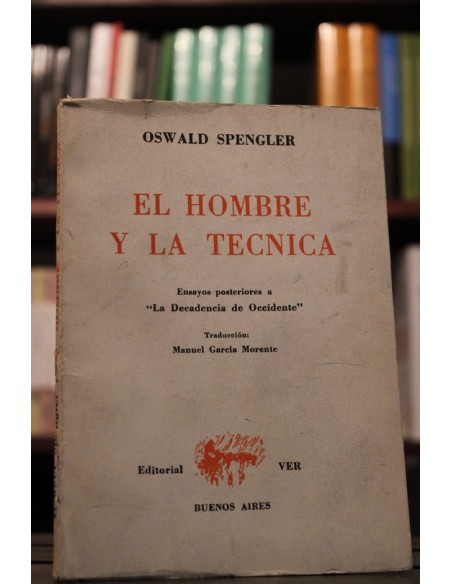 OSWALD SPENGLER
EL HOMBRE
Y LA TECNICA
Ensayos posteriores a
"La Decadencia de Occidente"
Traducción:
Manuel García Morente
Editorial VER
BUENOS AIRES